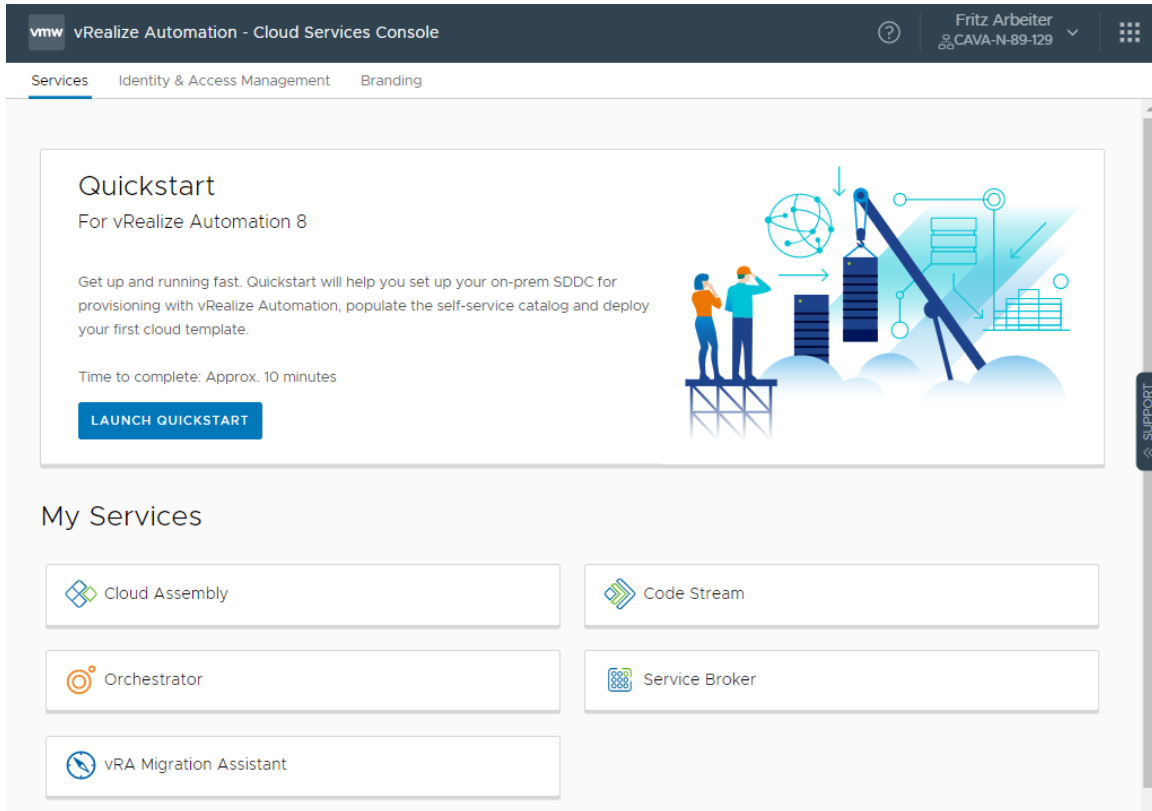 vmw vRealize Automation - Cloud Services Console
Fritz Arbeiter
CAVA-N-89-129
Services Identity & Access Management Branding
Quickstart
For vRealize Automation 8
Get up and running fast. Quickstart will help you set up your on-prem SDDC for
provisioning with vRealize Automation, populate the self-service catalog and deploy
your first cloud template.
Time to complete: Approx. 10 minutes
LAUNCH QUICKSTART
SUPPORT
My Services
Cloud Assembly
Code Stream
Orchestrator
Service Broker
vRA Migration Assistant